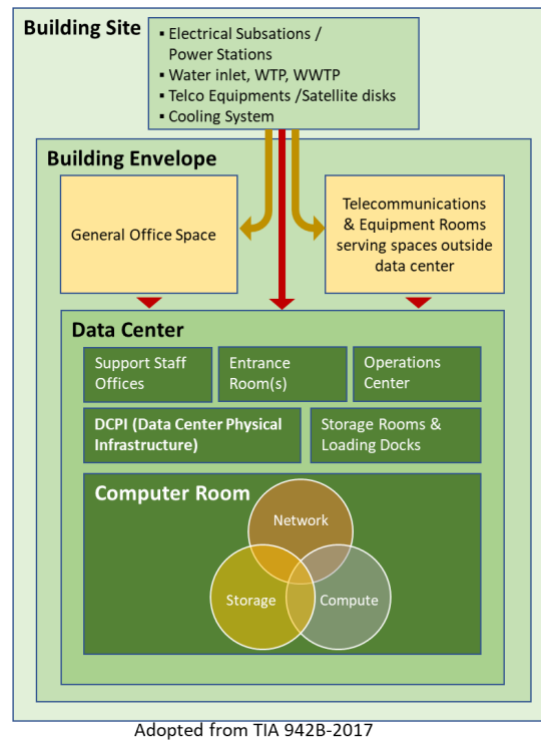 Building Site
▪ Electrical Subsations /
Power Stations
▪ Water inlet, WTP, WWTP
▪ Telco Equipments /Satellite disks
▪ Cooling System
Building Envelope
General Office Space
Telecommunications
& Equipment Rooms
serving spaces outside
data center
Data Center
Support Staff
Offices
Entrance
Room(s)
Operations
Center
DCPI (Data Center Physical
Infrastructure)
Storage Rooms &
Loading Docks
Computer Room
Network
Storage
Compute
Adopted from TIA 942B-2017